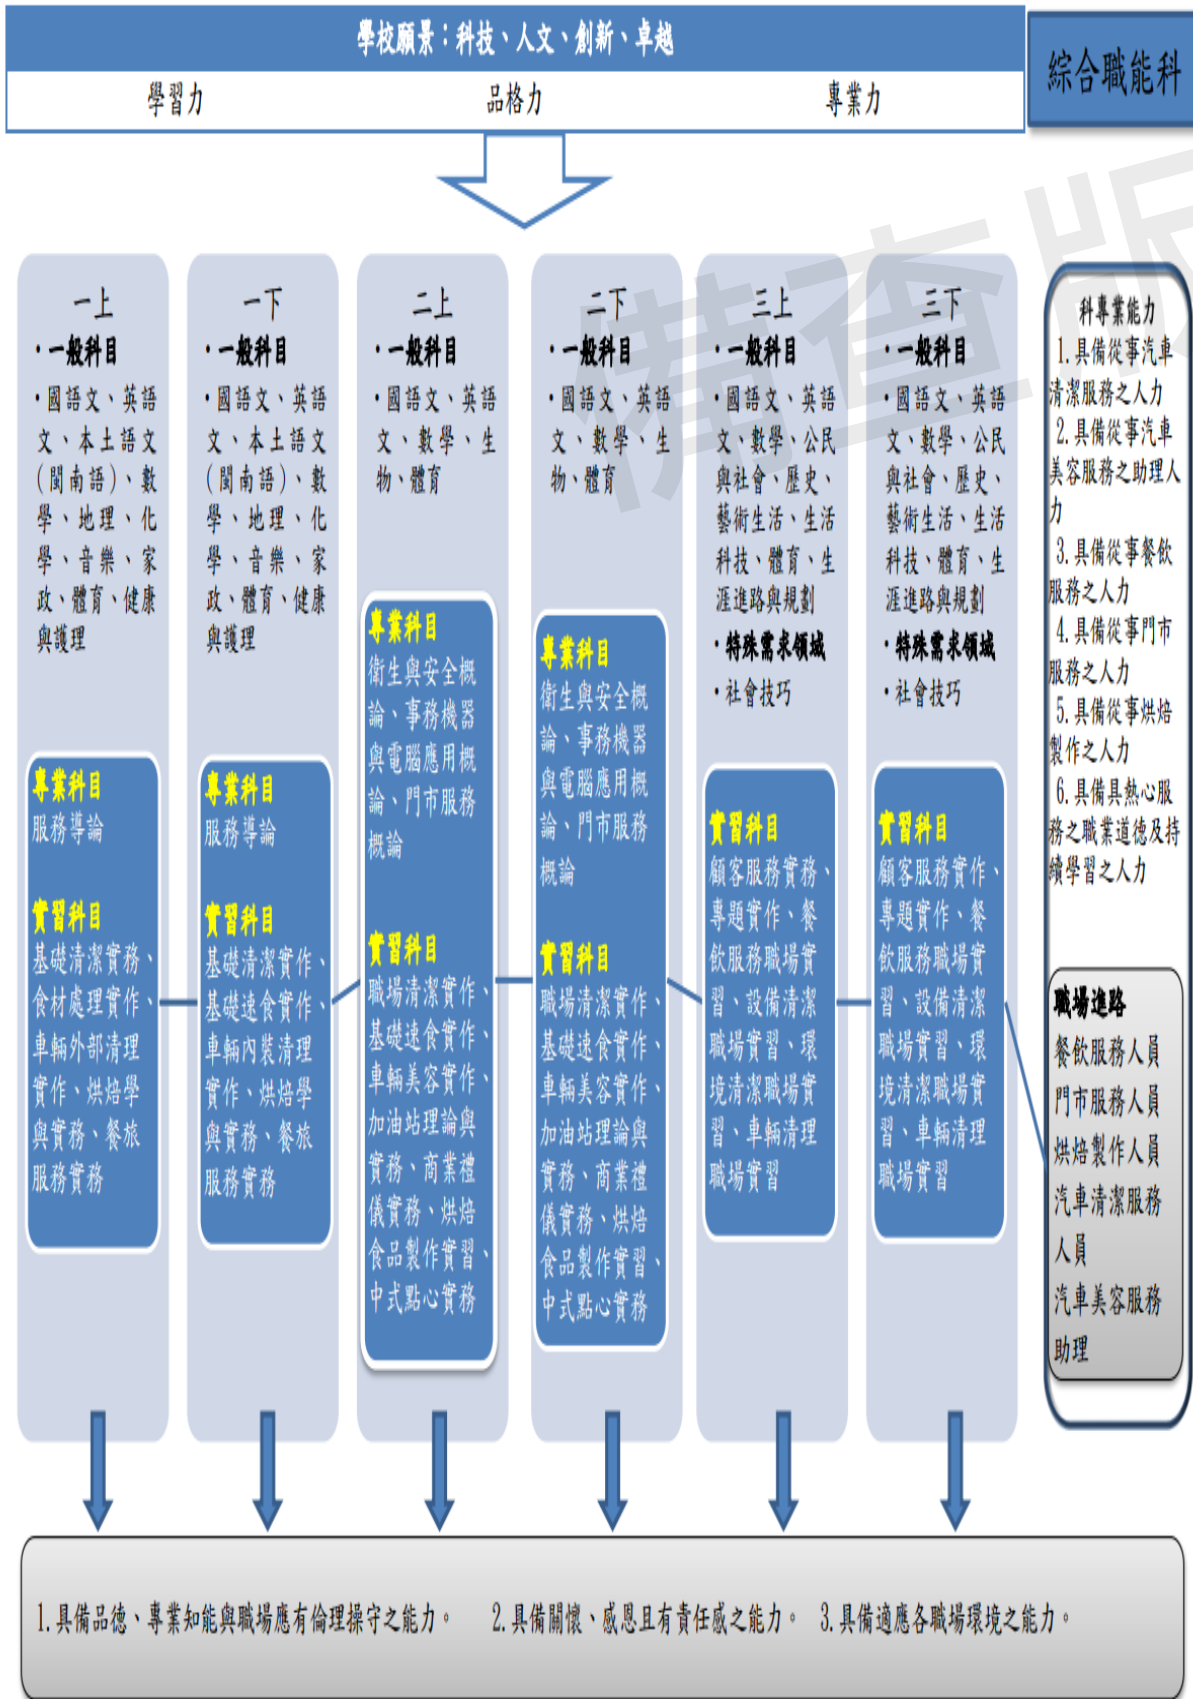 學校願景：科技、人文、創新、卓越
學習力
品格力
專業力
綜合職能科
備查版
一上
・一般科目
・國語文、英語
文、本土語文
(閩南語)、數
學、地理、化
學、音樂、家
政、體育、健康
與護理
專業科目
服務導論
實習科目
基礎清潔實務、
食材處理實作、
車輛外部清理
實作、烘焙學
與實務、餐旅
服務實務
一下
・一般科目
・國語文、英語
文、本土語文
(閩南語)、數
學、地理、化
學、音樂、家
政、體育、健康
與護理
專業科目
服務導論
實習科目
基礎清潔實作、
基礎速食實作、
車輛內裝清理
實作、烘焙學
與實務、餐旅
服務實務
二上
・一般科目
・國語文、英語
文、數學、生
物、體育
專業科目
衛生與安全概
論、事務機器
與電腦應用概
論、門市服務
概論
實習科目
職場清潔實作、
基礎速食實作、
車輛美容實作、
加油站理論與
實務、商業禮
儀實務、烘焙
食品製作實習、
中式點心實務
二下
・一般科目
・國語文、英語
文、數學、生
物、體育
專業科目
衛生與安全概
論、事務機器
與電腦應用概
論、門市服務
概論
實習科目
職場清潔實作、
基礎速食實作、
車輛美容實作、
加油站理論與
實務、商業禮
儀實務、烘焙
食品製作實習、
中式點心實務
三上
・一般科目
・國語文、英語
文、數學、公民
與社會、歷史、
藝術生活、生活
科技、體育、生
涯進路與規劃
・特殊需求領域
・社會技巧
實習科目
顧客服務實務、
專題實作、餐
飲服務職場實
習、設備清潔
職場實習、環
境清潔職場實
習、車輛清理
職場實習
三下
・一般科目
・國語文、英語
文、數學、公民
與社會、歷史、
藝術生活、生活
科技、體育、生
涯進路與規劃
・特殊需求領域
・社會技巧
實習科目
顧客服務實作、
專題實作、餐
飲服務職場實
習、設備清潔
職場實習、環
境清潔職場實
習、車輛清理
職場實習
科專業能力
1.具備從事汽車
清潔服務之人力
2.具備從事汽車
美容服務之助理人
力
3.具備從事餐飲
服務之人力
4.具備從事門市
服務之人力
5.具備從事烘焙
製作之人力
6.具備具熱心服
務之職業道德及持
續學習之人力
職場進路
餐飲服務人員
門市服務人員
烘焙製作人員
汽車清潔服務
人員
汽車美容服務
助理
1.具備品德、專業知能與職場應有倫理操守之能力。 2.具備關懷、感恩且有責任感之能力。 3.具備適應各職場環境之能力。